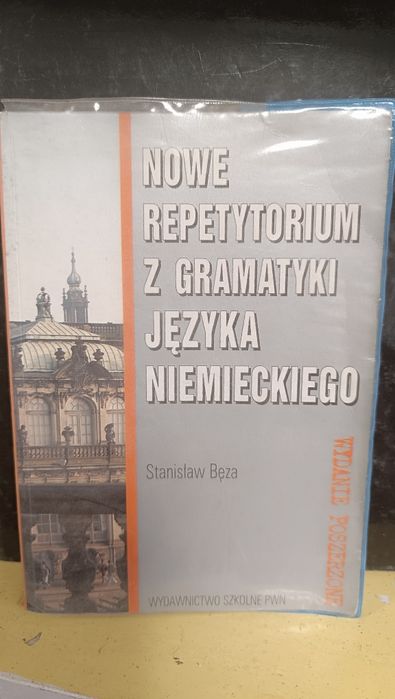 NOWE
REPETYTORIUM
Z GRAMATYKI
JĘZYKA
NIEMIECKIEGO
Stanisław Bęza
WYDANIE POSZERZONE
WYDAWNICTWO SZKOLNE PWN